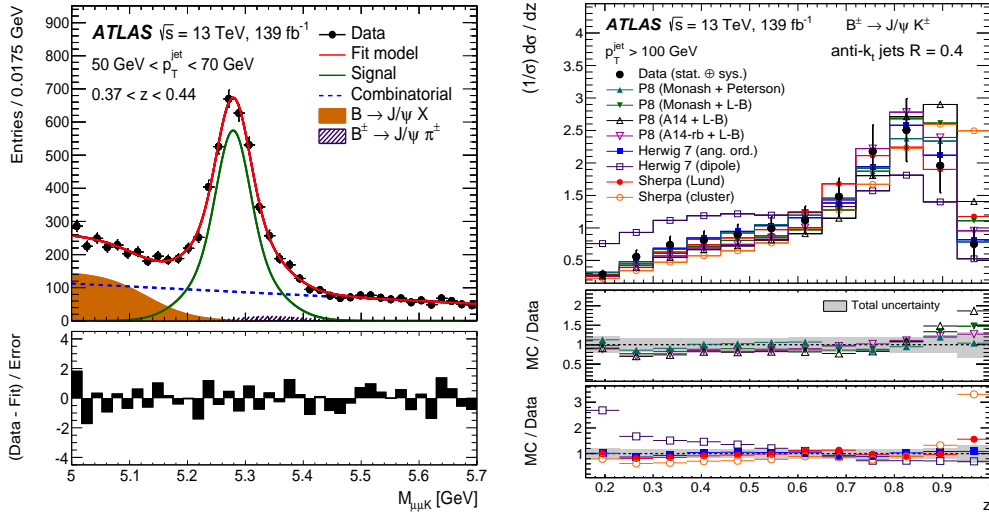 ATLAS √s = 13 TeV, 139 fb⁻¹
50 GeV < p_T^jet < 70 GeV
0.37 < z < 0.44
Data
Fit model
Signal
Combinatorial
B → J/ψ X
B± → J/ψ π±
Entries / 0.0175 GeV
900
800
700
600
500
400
300
200
100
0
(Data - Fit) / Error
4
2
0
−2
−4
5 5.1 5.2 5.3 5.4 5.5 5.6 5.7
M_μμK [GeV]
ATLAS √s = 13 TeV, 139 fb⁻¹ B± → J/ψ K±
p_T^jet > 100 GeV anti-k_t jets R = 0.4
Data (stat. ⊕ sys.)
P8 (Monash + Peterson)
P8 (Monash + L-B)
P8 (A14 + L-B)
P8 (A14-rb + L-B)
Herwig 7 (ang. ord.)
Herwig 7 (dipole)
Sherpa (Lund)
Sherpa (cluster)
(1/σ) dσ / dz
4
3.5
3
2.5
2
1.5
1
0.5
MC / Data
Total uncertainty
2
1.5
1
0.5
MC / Data
3
2
1
0.2 0.3 0.4 0.5 0.6 0.7 0.8 0.9
z